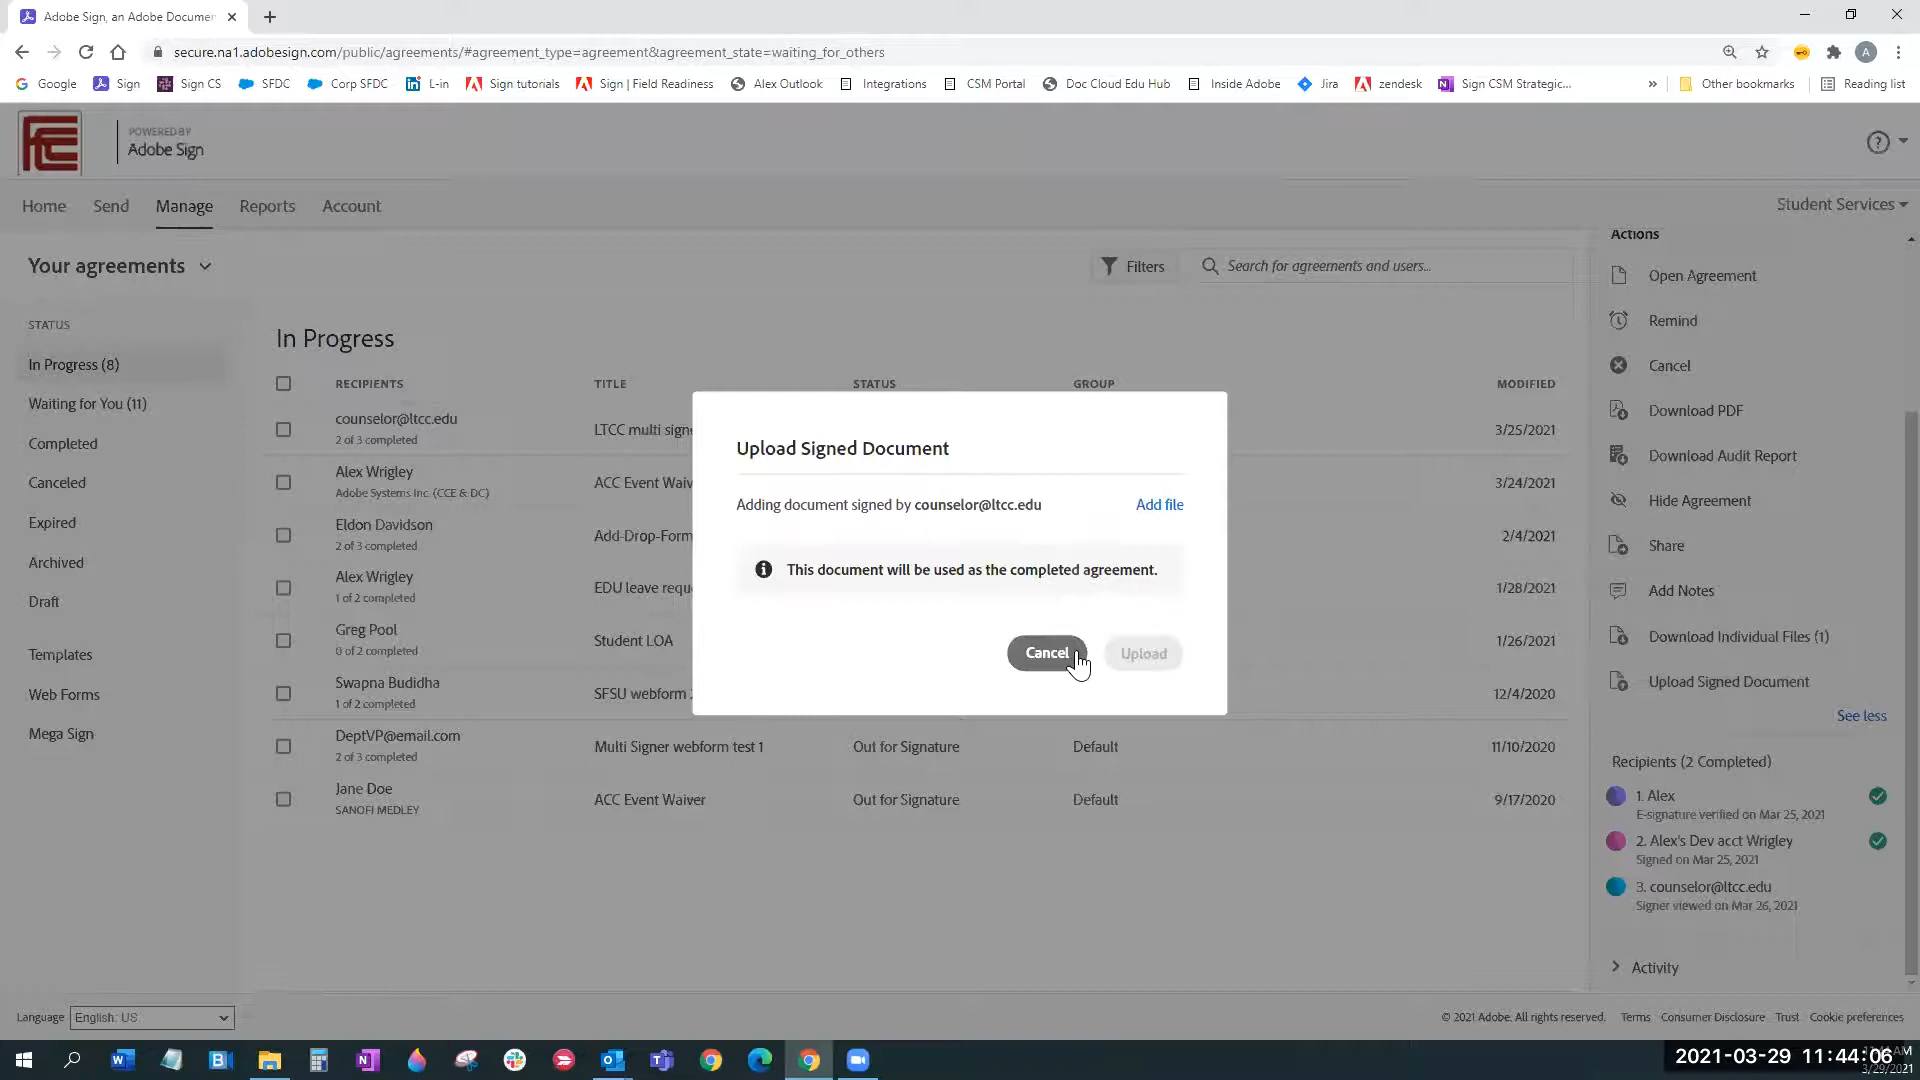 Adobe Sign, an Adobe Documen
secure.na1.adobesign.com/public/agreements/#agreement_type=agreement&agreement_state=waiting_for_others
A
Google
Sign
Sign CS
SFDC
Corp SFDC
L-in
Sign tutorials
Sign | Field Readiness
Alex Outlook
Integrations
CSM Portal
Doc Cloud Edu Hub
Inside Adobe
Jira
zendesk
Sign CSM Strategic...
Other bookmarks
Reading list
POWERED BY
Adobe Sign
Home
Send
Manage
Reports
Account
Student Services
Your agreements
Filters
Search for agreements and users...
STATUS
In Progress (8)
Waiting for You (11)
Completed
Canceled
Expired
Archived
Draft
Templates
Web Forms
Mega Sign
In Progress
RECIPIENTS TITLE STATUS GROUP MODIFIED
counselor@ltcc.edu
2 of 3 completed
LTCC multi sign
3/25/2021
Alex Wrigley
Adobe Systems Inc. (CCE & DC)
ACC Event Waiv
3/24/2021
Eldon Davidson
2 of 3 completed
Add-Drop-Form
2/4/2021
Alex Wrigley
1 of 2 completed
EDU leave requ
1/28/2021
Greg Pool
0 of 2 completed
Student LOA
1/26/2021
Swapna Budidha
1 of 2 completed
SFSU webform
12/4/2020
DeptVP@email.com
2 of 3 completed
Multi Signer webform test 1
Out for Signature
Default
11/10/2020
Jane Doe
SANOFI MEDLEY
ACC Event Waiver
Out for Signature
Default
9/17/2020
Upload Signed Document
Adding document signed by counselor@ltcc.edu
Add file
This document will be used as the completed agreement.
Cancel
Upload
Actions
Open Agreement
Remind
Cancel
Download PDF
Download Audit Report
Hide Agreement
Share
Add Notes
Download Individual Files (1)
Upload Signed Document
See less
Recipients (2 Completed)
1. Alex
E-signature verified on Mar 25, 2021
2. Alex's Dev acct Wrigley
Signed on Mar 25, 2021
3. counselor@ltcc.edu
Signer viewed on Mar 26, 2021
Activity
Language
English: US
© 2021 Adobe. All rights reserved.
Terms
Consumer Disclosure
Trust
Cookie preferences
2021-03-29 11:44:06
3/29/2021